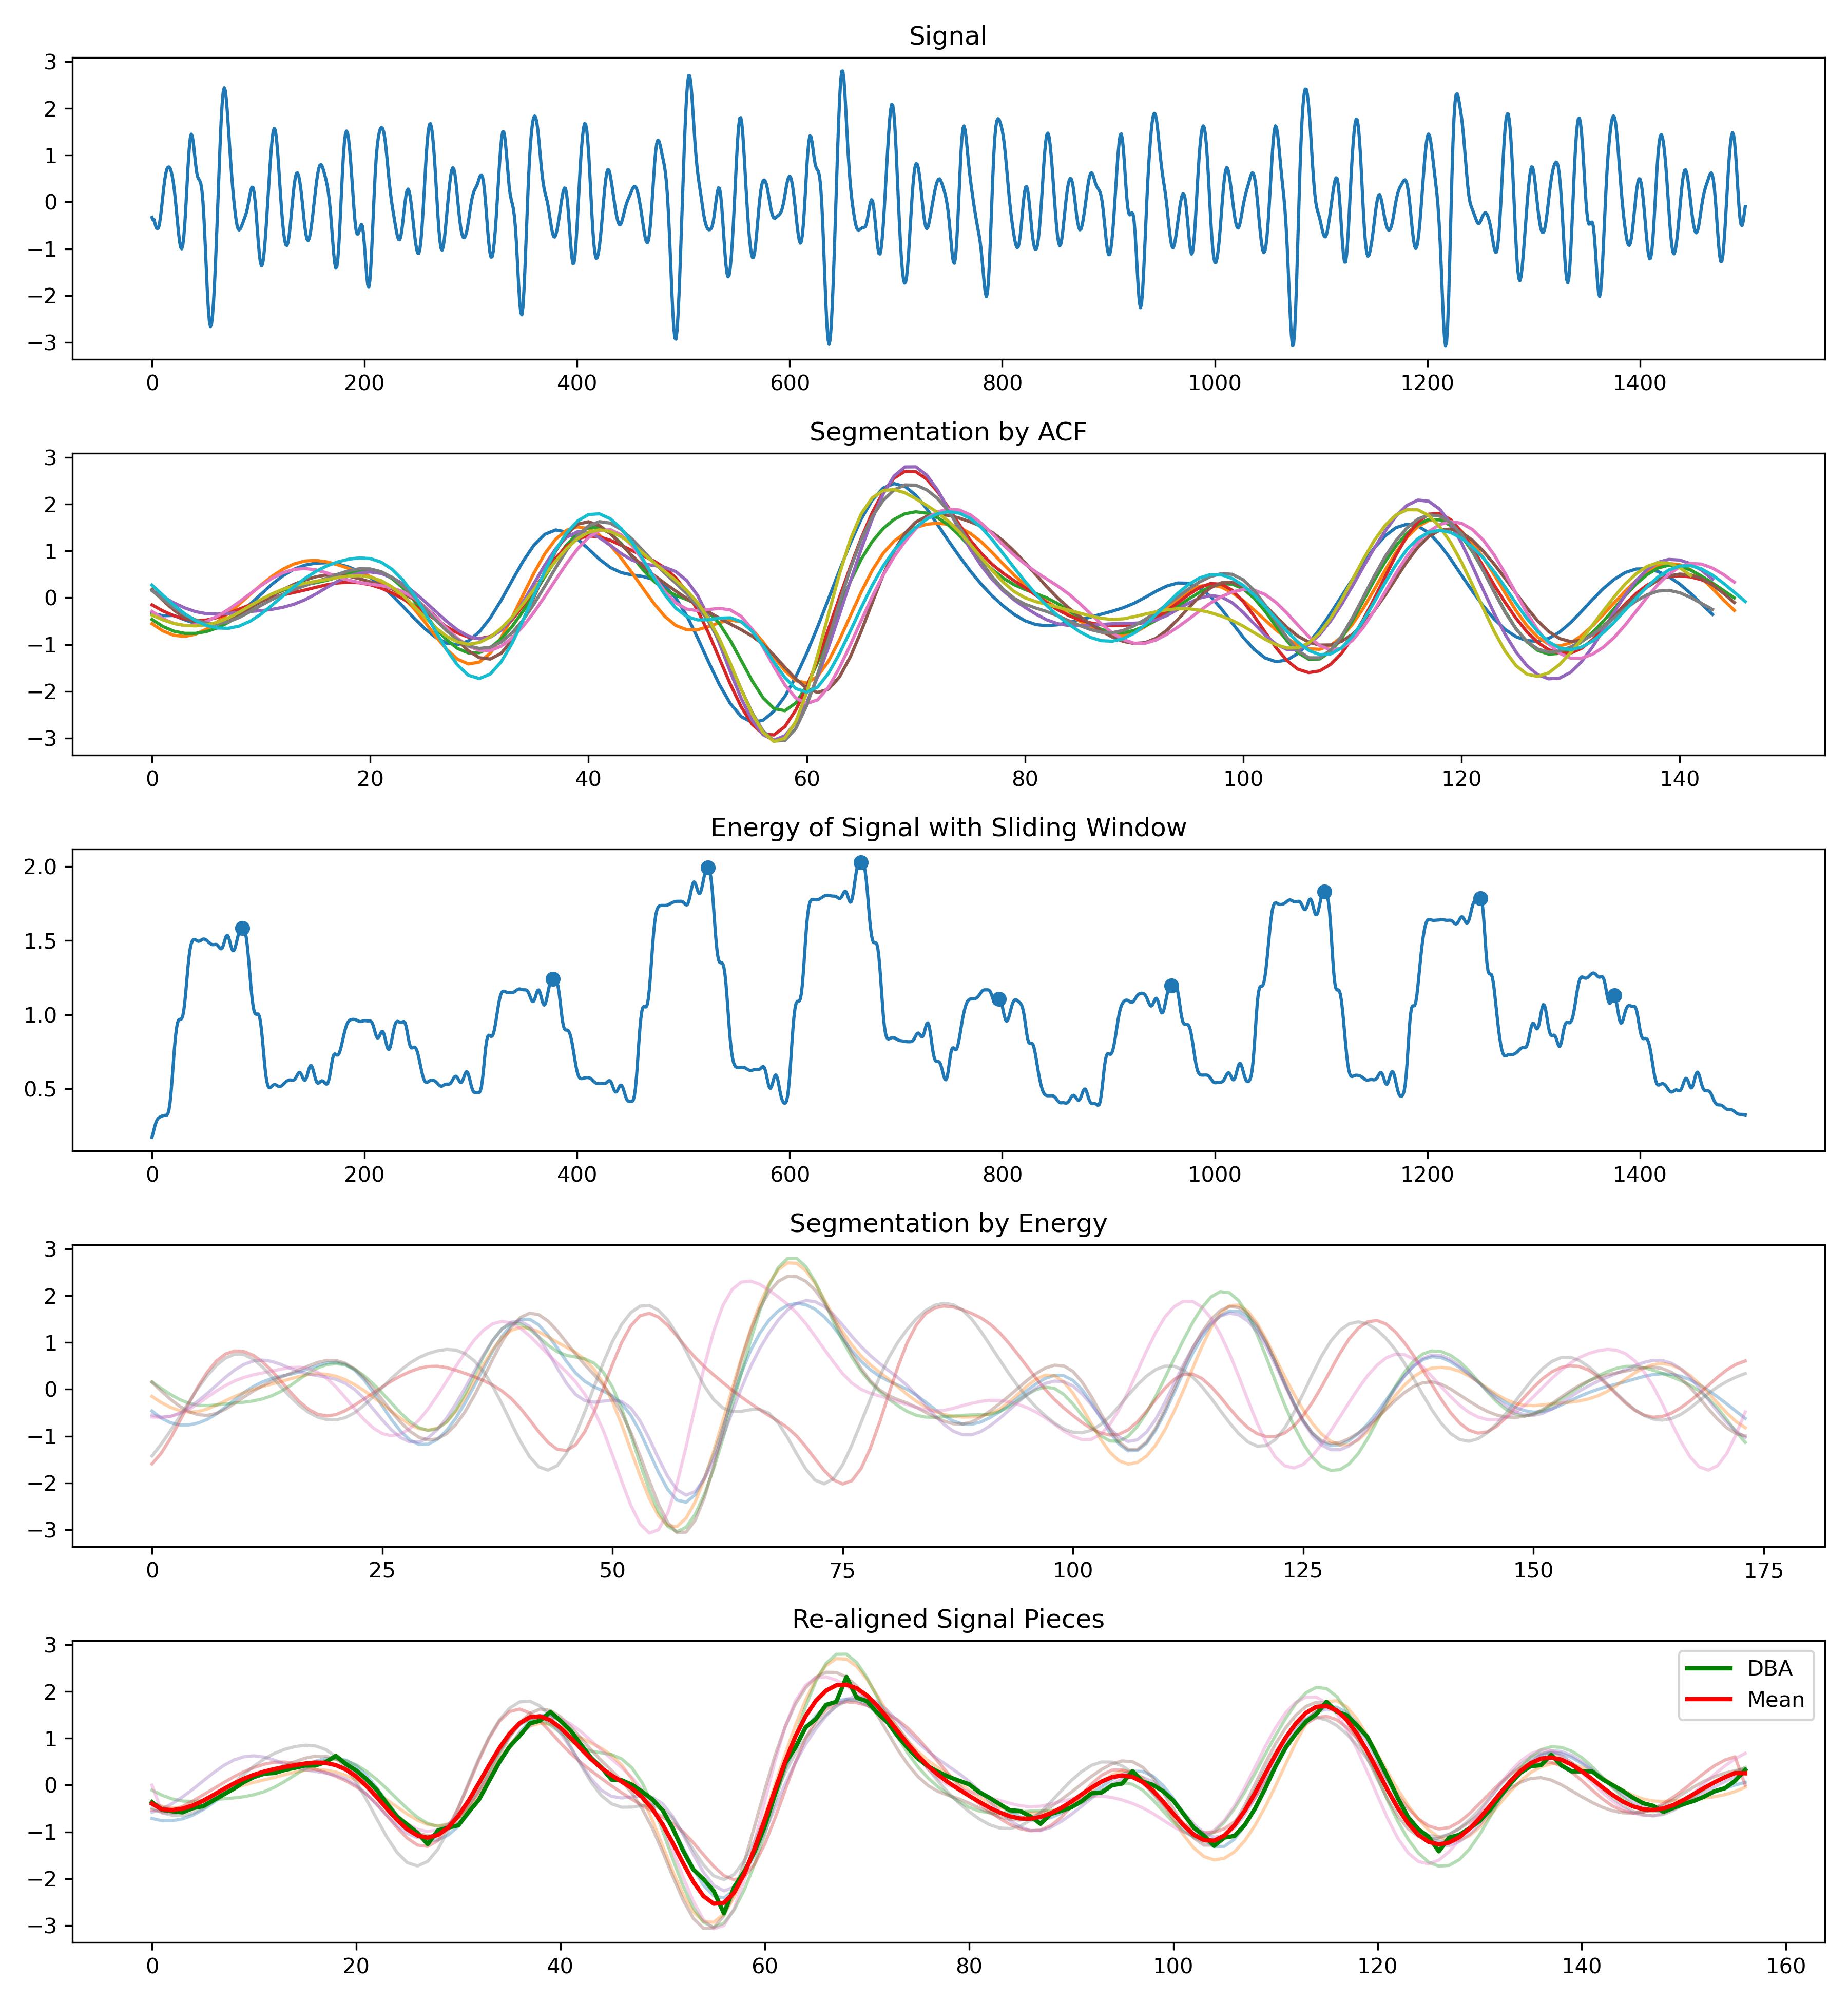 Signal
3
2
1
0
−1
−2
−3
0 200 400 600 800 1000 1200 1400
Segmentation by ACF
3
2
1
0
−1
−2
−3
0 20 40 60 80 100 120 140
Energy of Signal with Sliding Window
2.0
1.5
1.0
0.5
0 200 400 600 800 1000 1200 1400
Segmentation by Energy
3
2
1
0
−1
−2
−3
0 25 50 75 100 125 150 175
Re-aligned Signal Pieces
3
2
1
0
−1
−2
−3
DBA
Mean
0 20 40 60 80 100 120 140 160